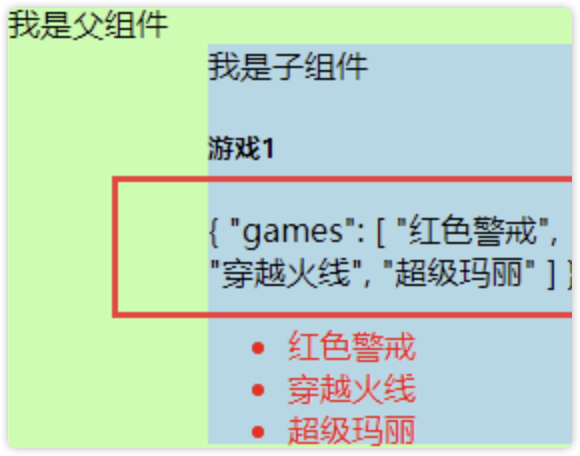 我是父组件
我是子组件
游戏1
{ "games": [ "红色警戒",
"穿越火线", "超级玛丽" ] }
红色警戒
穿越火线
超级玛丽